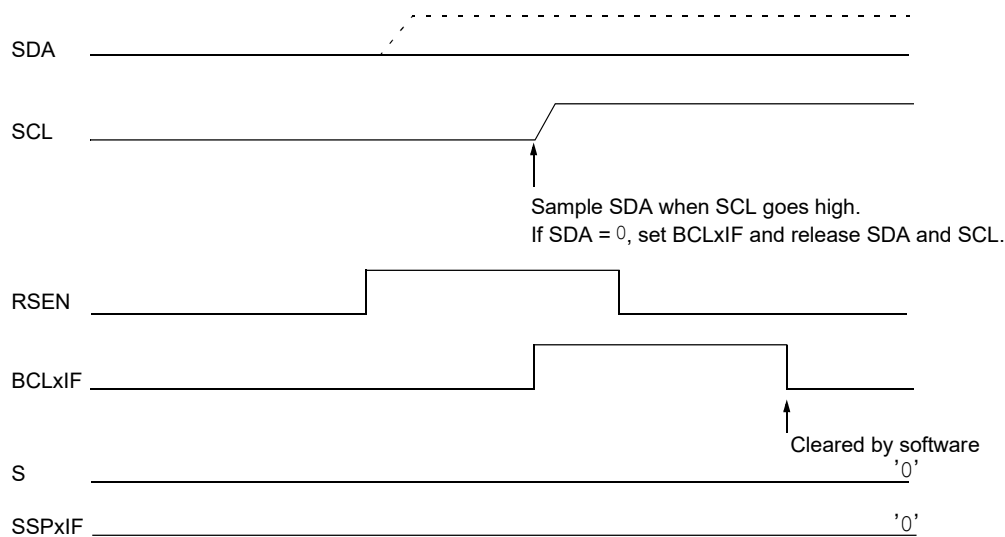 SDA
SCL
Sample SDA when SCL goes high.
If SDA = 0, set BCLxIF and release SDA and SCL.
RSEN
BCLxIF
Cleared by software
S
'0'
SSPxIF
'0'